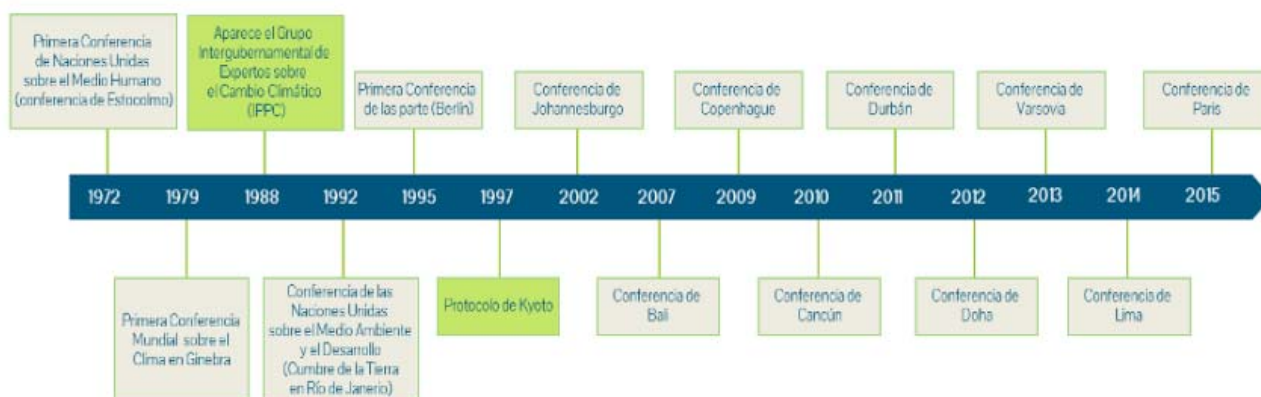 Primera Conferencia
de Naciones Unidas
sobre el Medio Humano
(conferencia de Estocolmo)
Aparece el Grupo
Intergubernamental de
Expertos sobre
el Cambio Climático
(IPPC)
Primera Conferencia
de las parte (Berlín)
Conferencia de
Johannesburgo
Conferencia de
Copenhague
Conferencia de
Durbán
Conferencia de
Varsovia
Conferencia de
Paris
1972 1979 1988 1992 1995 1997 2002 2007 2009 2010 2011 2012 2013 2014 2015
Primera Conferencia
Mundial sobre el
Clima en Ginebra
Conferencia de las
Naciones Unidas
sobre el Medio Ambiente
y el Desarrollo
(Cumbre de la Tierra
en Río de Janerio)
Protocolo de Kyoto
Conferencia de
Bali
Conferencia de
Cancún
Conferencia de
Doha
Conferencia de
Lima